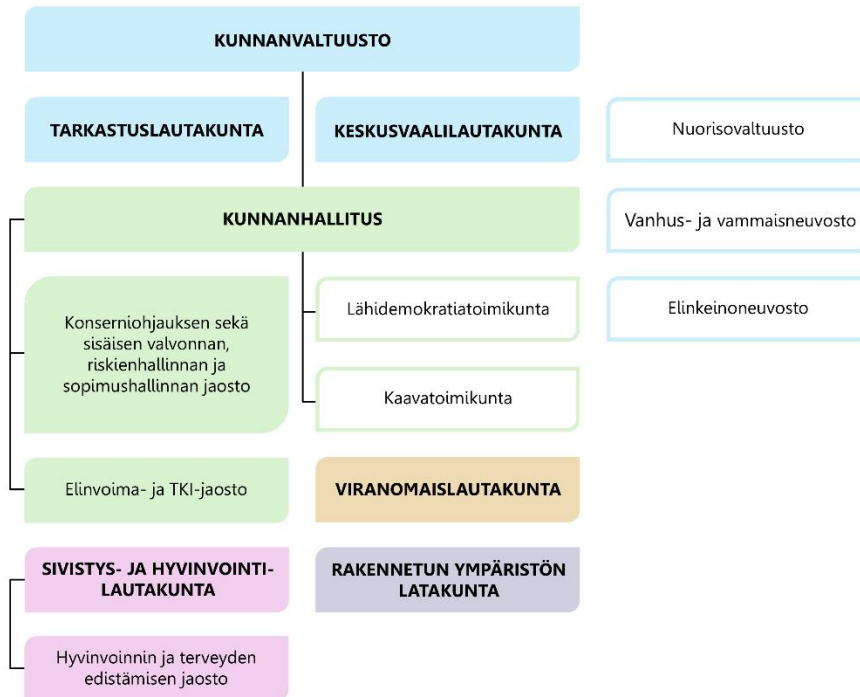 KUNNANVALTUUSTO
TARKASTUSLAUTAKUNTA
KESKUSVAALILAUTAKUNTA
Nuorisovaltuusto
KUNNANHALLITUS
Vanhus- ja vammaisneuvosto
Konserniohjauksen sekä
sisäisen valvonnan,
riskienhallinnan ja
sopimushallinnan jaosto
Lähidemokratiatoimikunta
Elinkeinoneuvosto
Kaavatoimikunta
Elinvoima- ja TKI-jaosto
VIRANOMAISLAUTAKUNTA
SIVISTYS- JA HYVINVOINTI-
LAUTAKUNTA
RAKENNETUN YMPÄRISTÖN
LATAKUNTA
Hyvinvoinnin ja terveyden
edistämisen jaosto